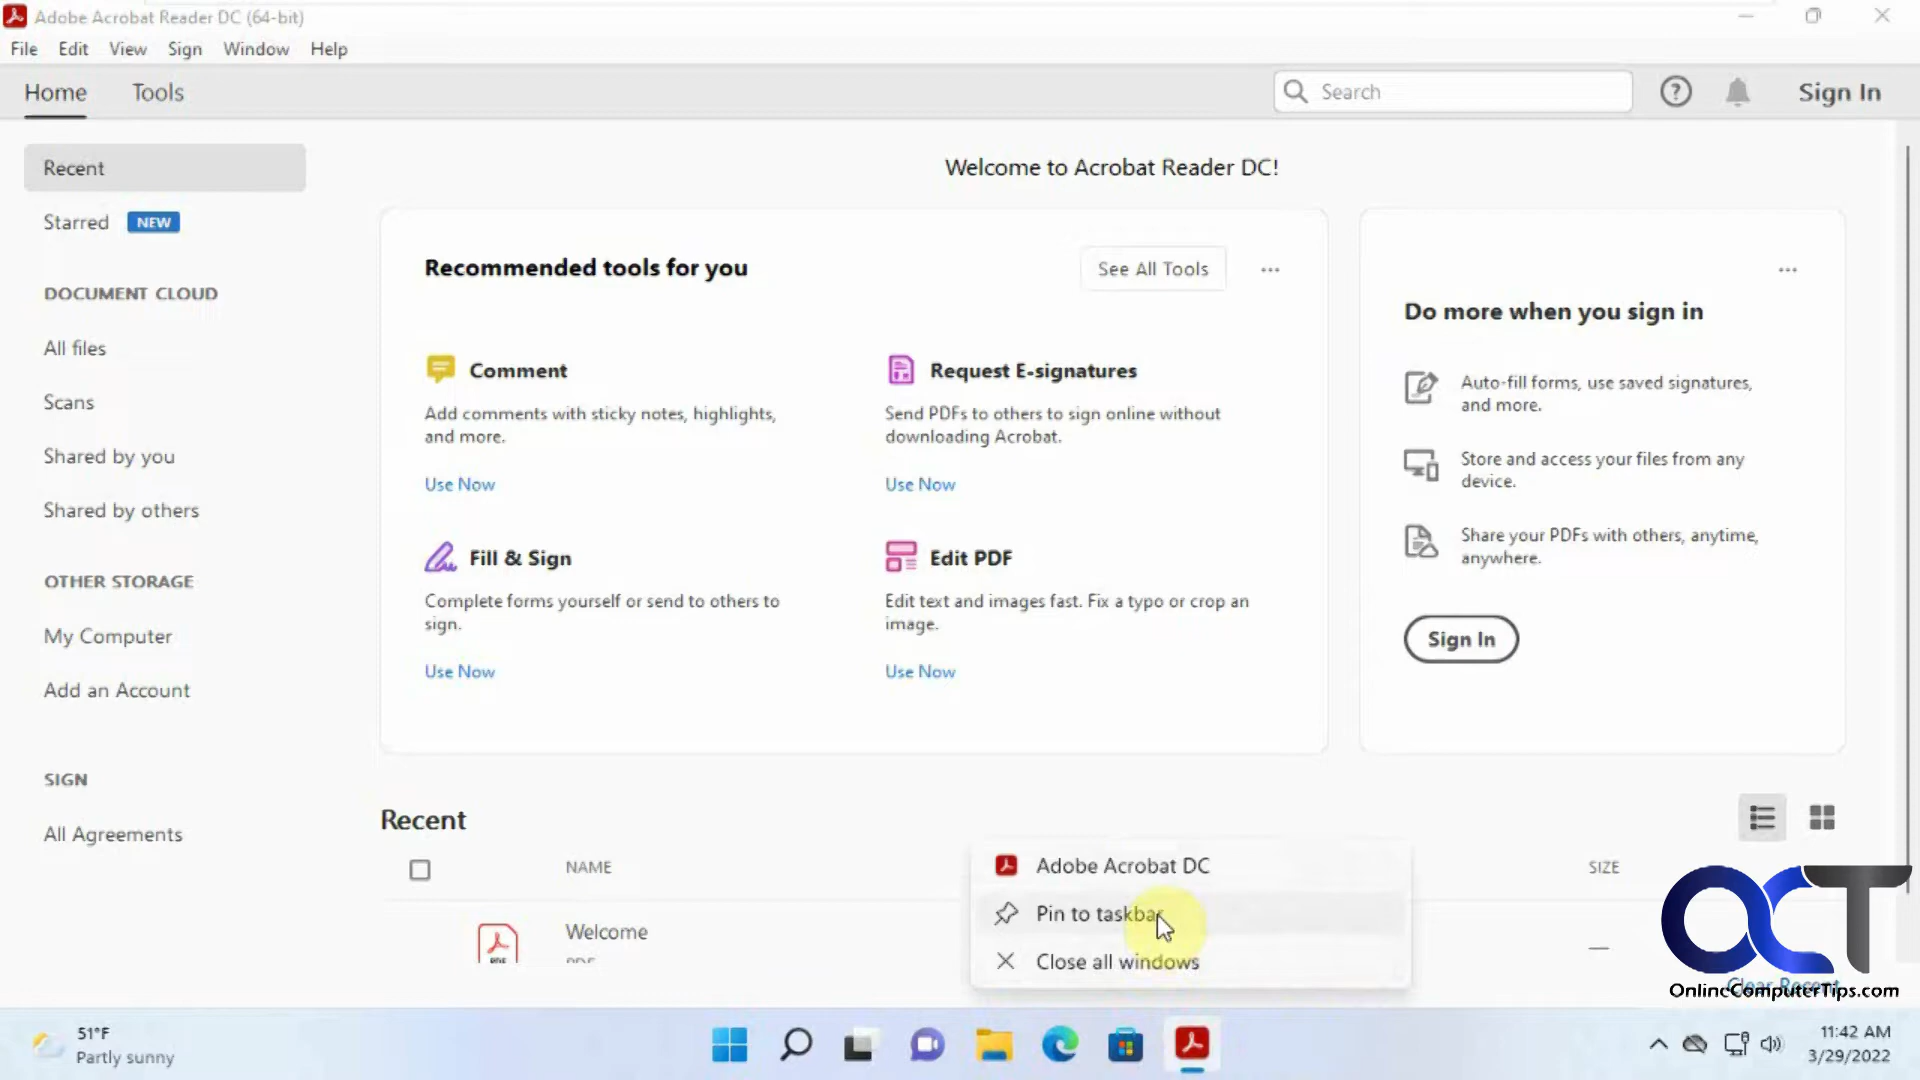 Adobe Acrobat Reader DC (64-bit)
File Edit View Sign Window Help
Home Tools Search Sign In
Recent
Starred NEW
DOCUMENT CLOUD
All files
Scans
Shared by you
Shared by others
OTHER STORAGE
My Computer
Add an Account
SIGN
All Agreements
Welcome to Acrobat Reader DC!
Recommended tools for you
See All Tools
Comment
Add comments with sticky notes, highlights,
and more.
Use Now
Request E-signatures
Send PDFs to others to sign online without
downloading Acrobat.
Use Now
Fill & Sign
Complete forms yourself or send to others to
sign.
Use Now
Edit PDF
Edit text and images fast. Fix a typo or crop an
image.
Use Now
Do more when you sign in
Auto-fill forms, use saved signatures,
and more.
Store and access your files from any
device.
Share your PDFs with others, anytime,
anywhere.
Sign In
Recent
NAME SIZE
Welcome
PDF
Adobe Acrobat DC
Pin to taskbar
Close all windows
Clear Recent
OCT
OnlineComputerTips.com
51°F
Partly sunny
11:42 AM
3/29/2022